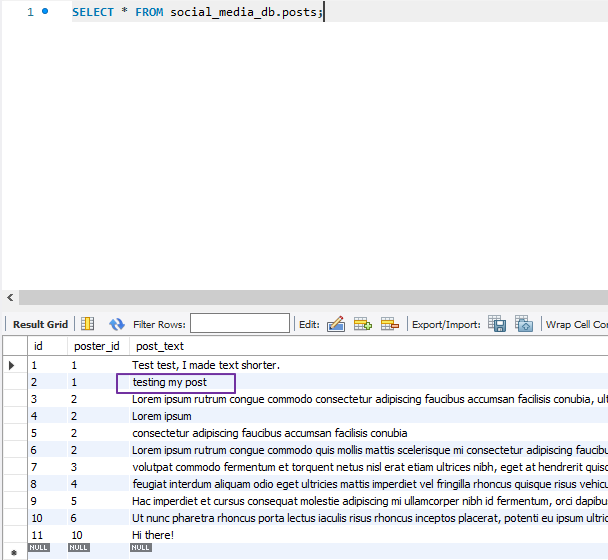 1 SELECT * FROM social_media_db.posts;
Result Grid Filter Rows: Edit: Export/Import: Wrap Cell Con
id poster_id post_text
1 1 Test test, I made text shorter.
2 1 testing my post
3 2 Lorem ipsum rutrum congue commodo consectetur adipiscing faucibus accumsan facilisis conubia, ult
4 2 Lorem ipsum
5 2 consectetur adipiscing faucibus accumsan facilisis conubia
6 2 Lorem ipsum rutrum congue commodo quis mollis mattis scelerisque mi consectetur adipiscing fauci
7 3 volutpat commodo fermentum et torquent netus nisl erat etiam ultrices nibh, eget at hendrerit quisq
8 4 feugiat interdum aliquam odio eget ultricies mattis imperdiet vel fringilla rhoncus quisque risus vehicu
9 5 Hac imperdiet et cursus consequat molestie adipiscing mi ullamcorper nibh id fermentum, orci dapibu
10 6 Ut nunc pharetra rhoncus porta lectus iaculis risus rhoncus inceptos placerat, potenti eu ipsum ultric
11 10 Hi there!
NULL NULL NULL